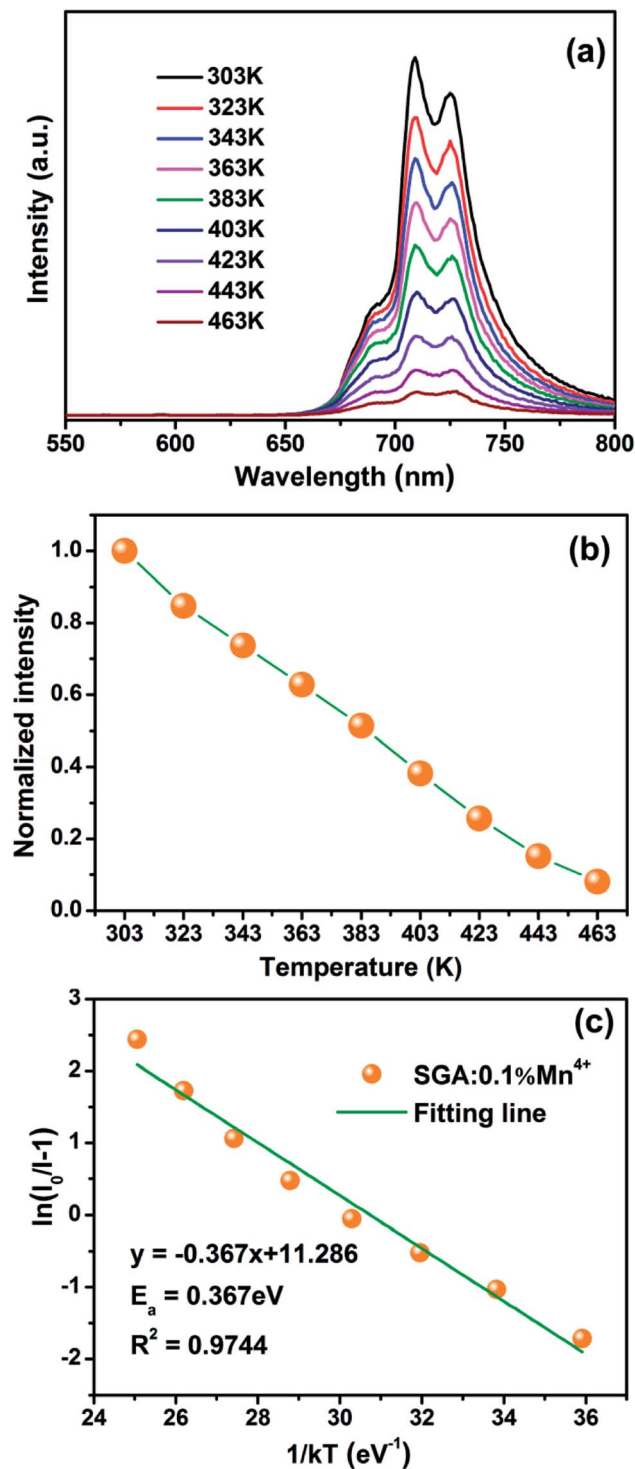 (a)
303K
323K
343K
363K
383K
403K
423K
443K
463K
Intensity (a.u.)
550 600 650 700 750 800
Wavelength (nm)
(b)
1.0
0.8
0.6
0.4
0.2
0.0
Normalized intensity
303 323 343 363 383 403 423 443 463
Temperature (K)
(c)
3
2
1
0
-1
-2
ln(I₀/I-1)
SGA:0.1%Mn⁴⁺
Fitting line
y = -0.367x+11.286
Eₐ = 0.367eV
R² = 0.9744
24 26 28 30 32 34 36
1/kT (eV⁻¹)